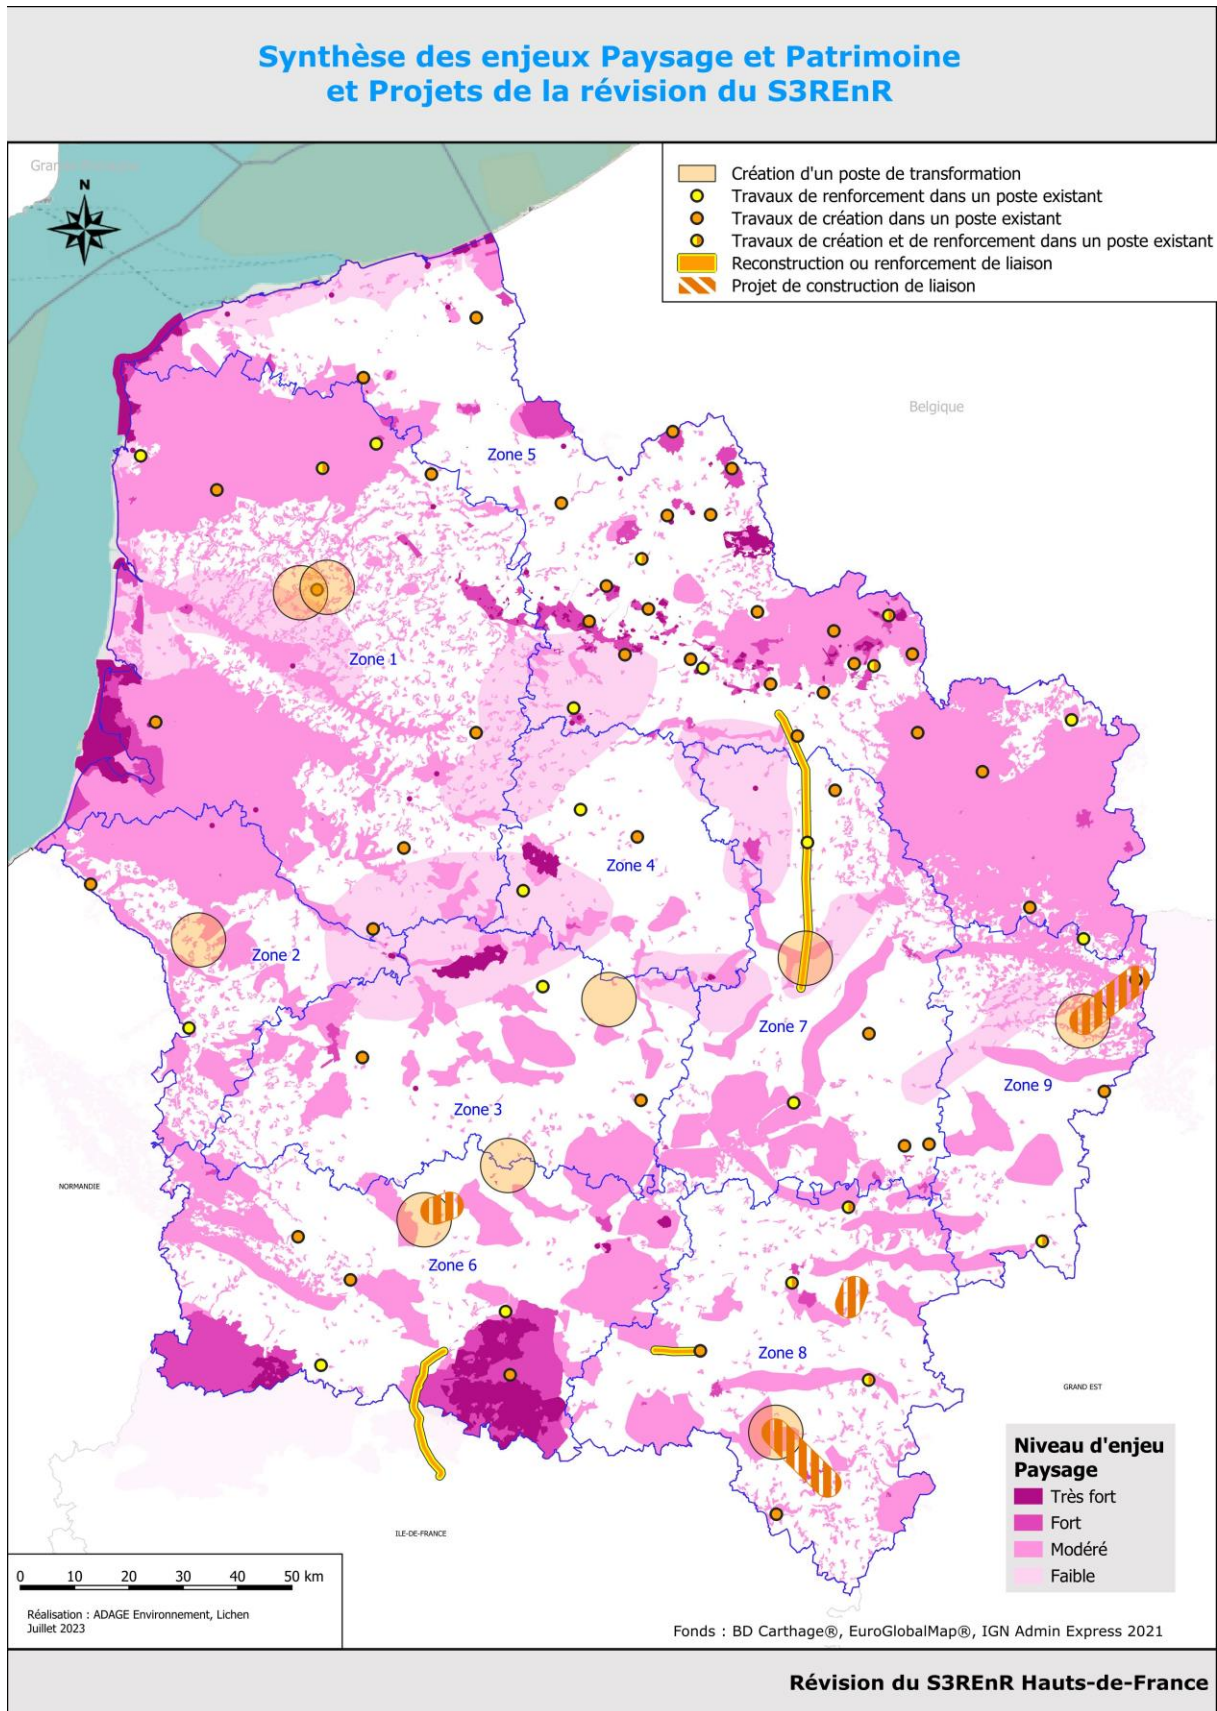 Synthèse des enjeux Paysage et Patrimoine
et Projets de la révision du S3REnR
N
Création d'un poste de transformation
Travaux de renforcement dans un poste existant
Travaux de création dans un poste existant
Travaux de création et de renforcement dans un poste existant
Reconstruction ou renforcement de liaison
Projet de construction de liaison
Belgique
Zone 5
Zone 1
Zone 4
Zone 2
Zone 7
Zone 9
Zone 3
NORMANDIE
Zone 6
Zone 8
GRAND EST
ILE-DE-FRANCE
Niveau d'enjeu
Paysage
Très fort
Fort
Modéré
Faible
0 10 20 30 40 50 km
Réalisation : ADAGE Environnement, Lichen
Juillet 2023
Fonds : BD Carthage®, EuroGlobalMap®, IGN Admin Express 2021
Révision du S3REnR Hauts-de-France